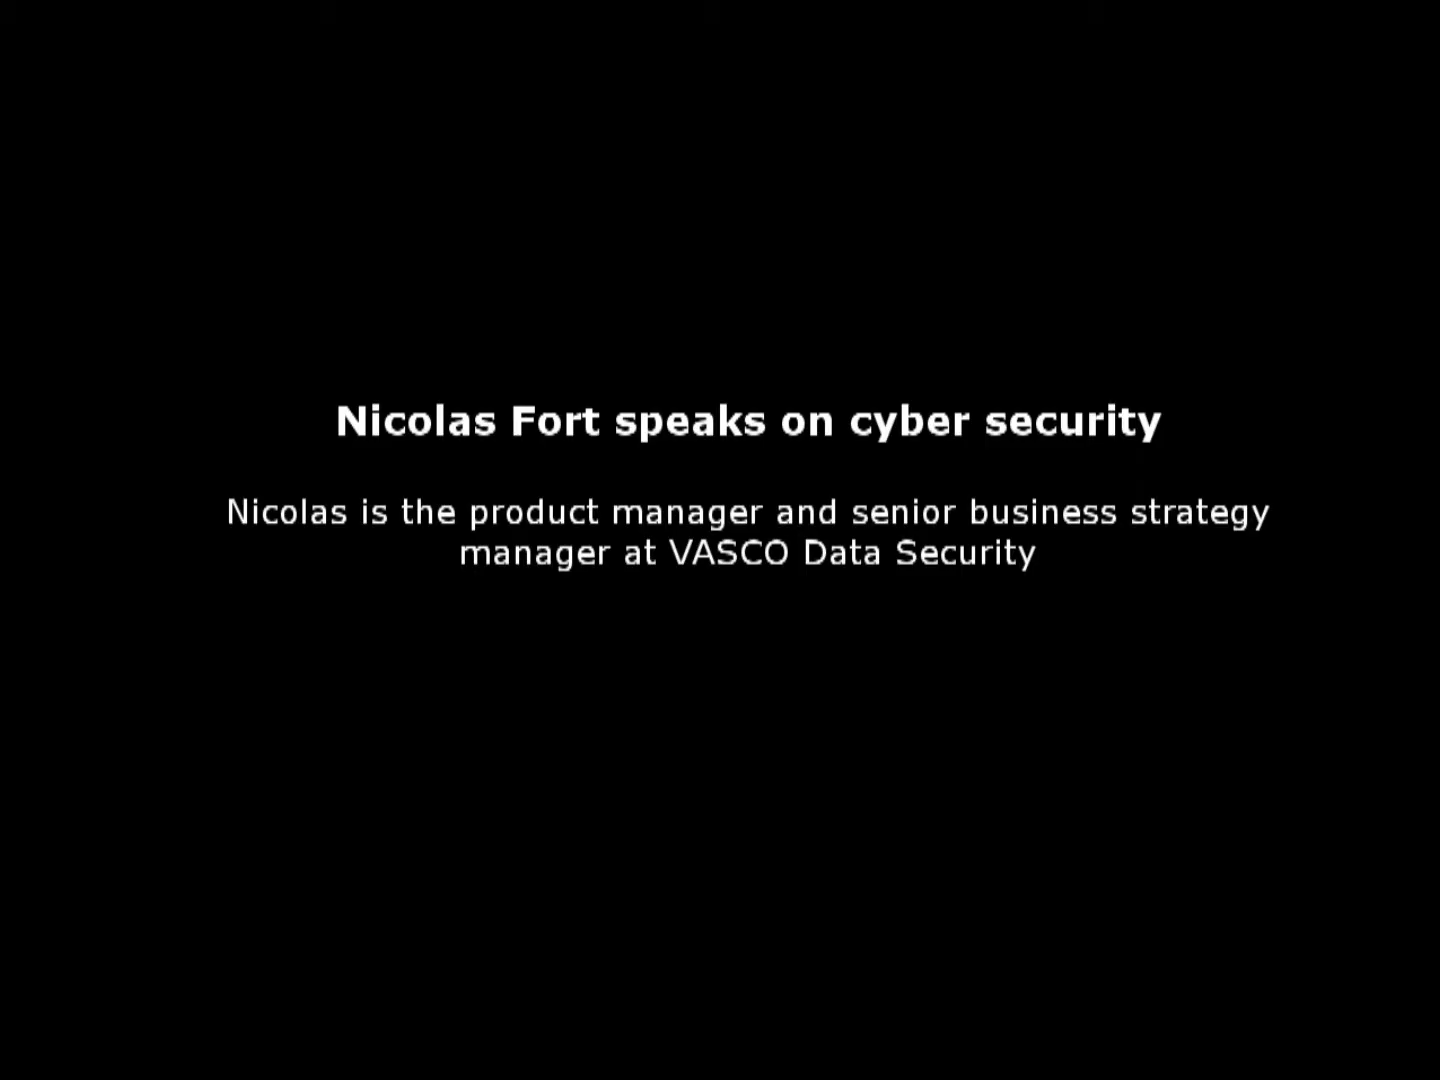 Nicolas Fort speaks on cyber security
Nicolas is the product manager and senior business strategy
manager at VASCO Data Security